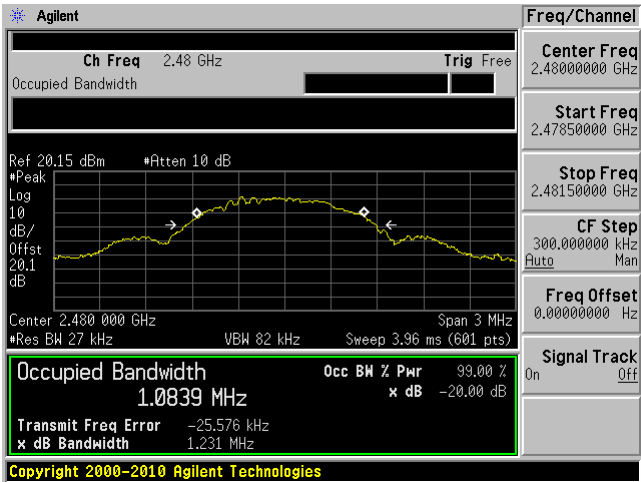 Agilent
Freq/Channel
Ch Freq 2.48 GHz Trig Free
Occupied Bandwidth
Center Freq
2.48000000 GHz
Start Freq
2.47850000 GHz
Stop Freq
2.48150000 GHz
CF Step
300.000000 kHz
Auto Man
Freq Offset
0.00000000 Hz
Signal Track
On Off
Ref 20.15 dBm #Atten 10 dB
#Peak
Log
10
dB/
Offst
20.1
dB
Center 2.480 000 GHz Span 3 MHz
#Res BW 27 kHz VBW 82 kHz Sweep 3.96 ms (601 pts)
Occupied Bandwidth Occ BW % Pwr 99.00 %
1.0839 MHz x dB -20.00 dB
Transmit Freq Error -25.576 kHz
x dB Bandwidth 1.231 MHz
Copyright 2000-2010 Agilent Technologies